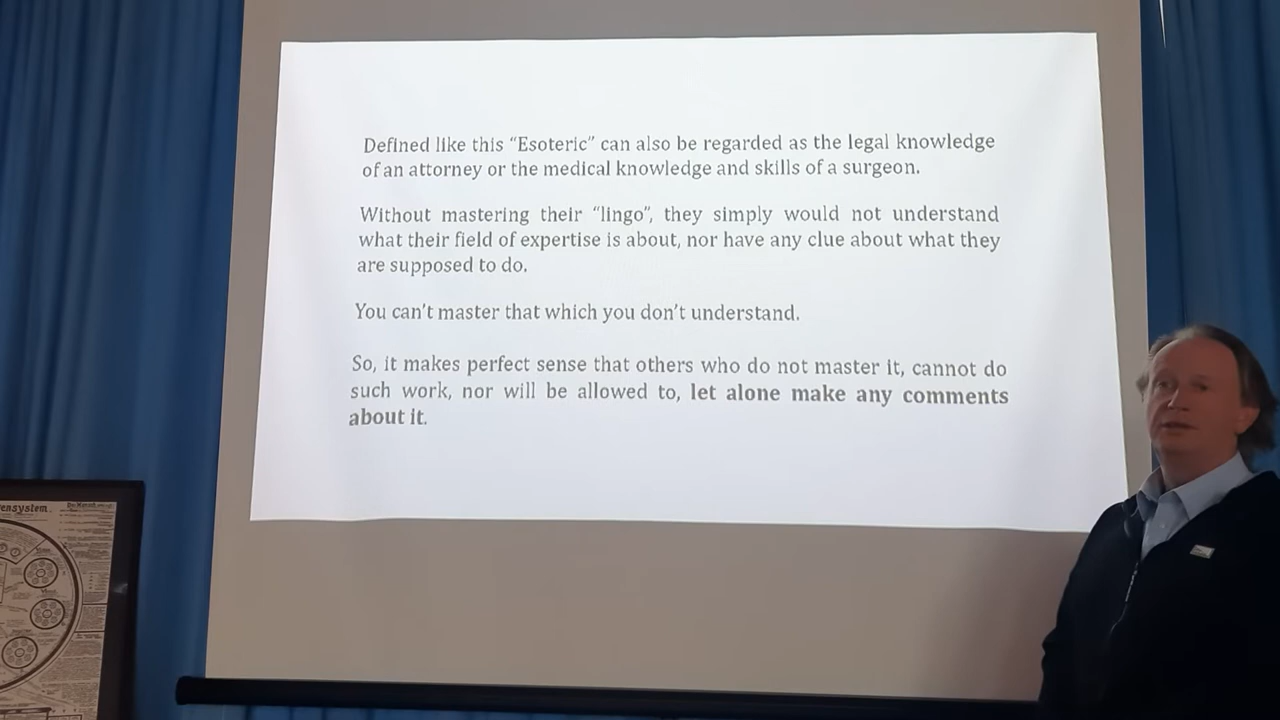 Defined like this “Esoteric” can also be regarded as the legal knowledge
of an attorney or the medical knowledge and skills of a surgeon.
Without mastering their “lingo”, they simply would not understand
what their field of expertise is about, nor have any clue about what they
are supposed to do.
You can’t master that which you don’t understand.
So, it makes perfect sense that others who do not master it, cannot do
such work, nor will be allowed to, let alone make any comments
about it.
ensystem.